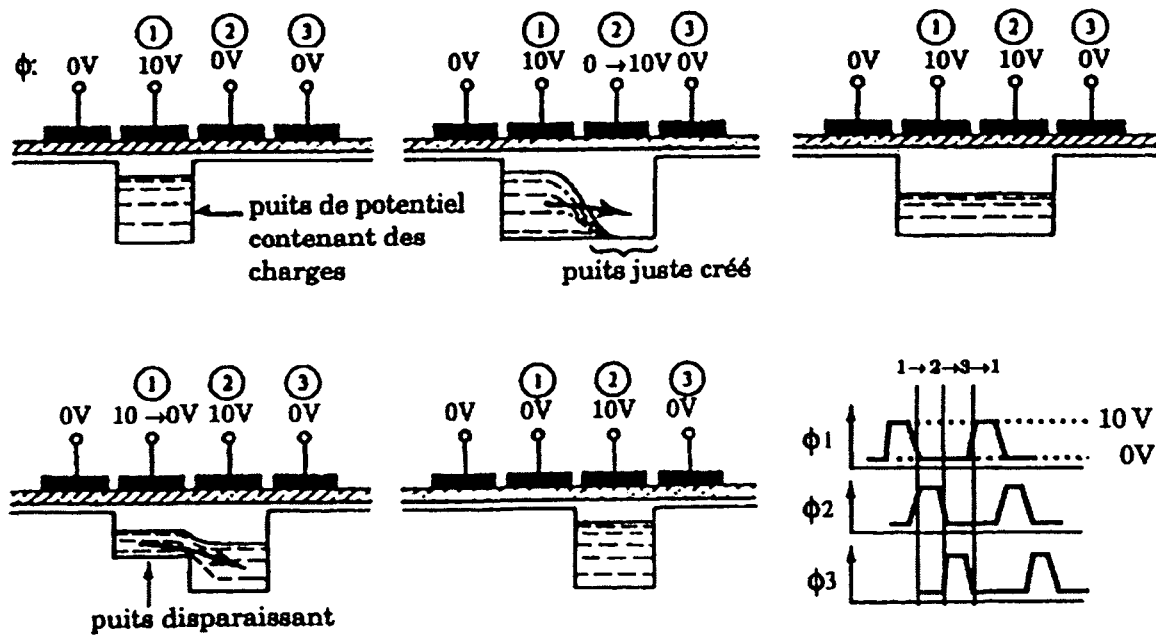 ① ② ③
ϕ: 0V 10V 0V 0V
puits de potentiel
contenant des
charges
① ② ③
0V 10V 0→10V 0V
puits juste créé
① ② ③
0V 10V 10V 0V
① ② ③
0V 10→0V 10V 0V
puits disparaissant
① ② ③
0V 0V 10V 0V
1→2→3→1
ϕ1 10 V
0V
ϕ2
ϕ3